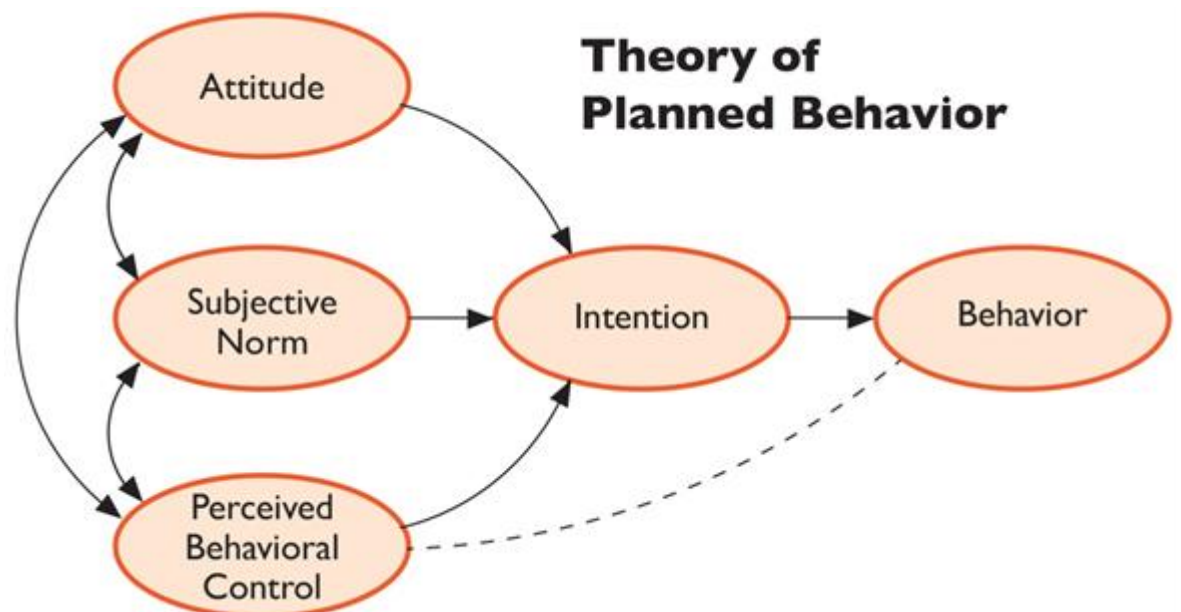 Theory of
Planned Behavior
Attitude
Subjective
Norm
Intention
Behavior
Perceived
Behavioral
Control